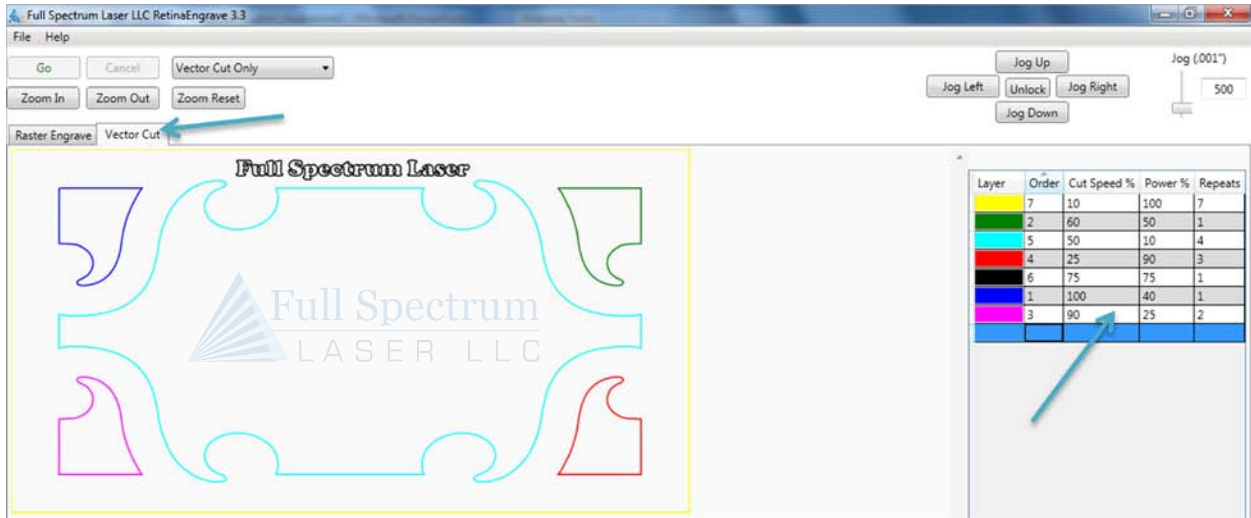 Full Spectrum Laser LLC RetinaEngrave 3.3
File Help
Go Cancel Vector Cut Only
Zoom In Zoom Out Zoom Reset
Jog Up
Jog Left Unlock Jog Right
Jog Down
Jog (.001")
500
Raster Engrave Vector Cut
Full Spectrum Laser
Full Spectrum
LASER LLC
Layer Order Cut Speed % Power % Repeats
7 10 100 7
2 60 50 1
5 50 10 4
4 25 90 3
6 75 75 1
1 100 40 1
3 90 25 2